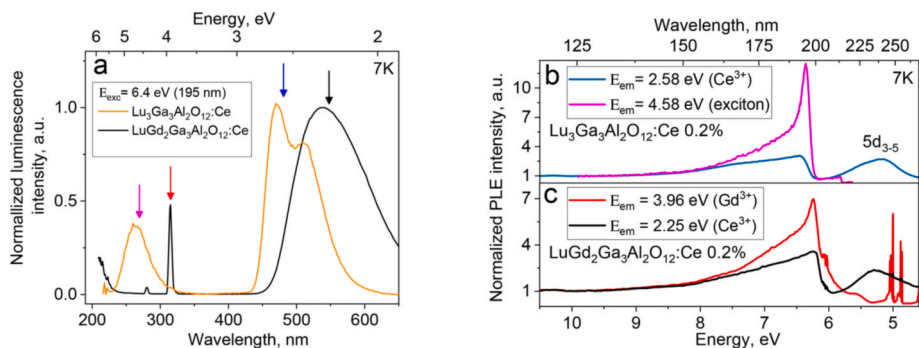 Energy, eV
6 5 4 3 2
a
7K
E_exc= 6.4 eV (195 nm)
Lu₃Ga₃Al₂O₁₂:Ce
LuGd₂Ga₃Al₂O₁₂:Ce
Normalized luminescence
intensity, a.u.
1.0
0.5
0.0
200 300 400 500 600
Wavelength, nm
Wavelength, nm
125 150 175 200 225 250
b
7K
E_em = 2.58 eV (Ce³⁺)
E_em = 4.58 eV (exciton)
Lu₃Ga₃Al₂O₁₂:Ce 0.2%
5d₃₋₅
10
7
4
1
c
E_em = 3.96 eV (Gd³⁺)
E_em = 2.25 eV (Ce³⁺)
LuGd₂Ga₃Al₂O₁₂:Ce 0.2%
7
4
1
Normalized PLE intensity, a.u.
10 9 8 7 6 5
Energy, eV